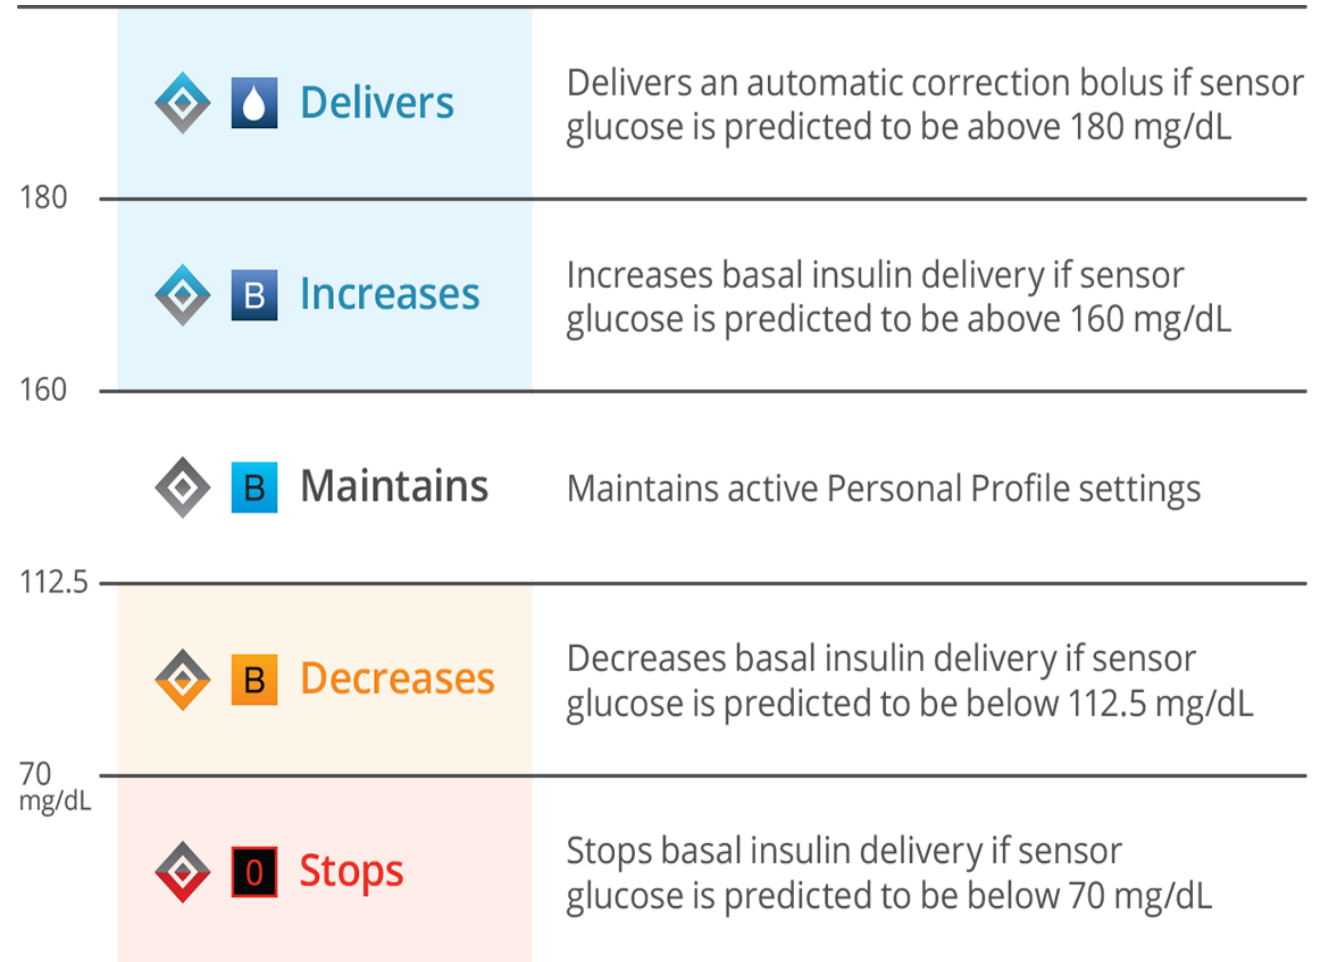 Delivers
Delivers an automatic correction bolus if sensor
glucose is predicted to be above 180 mg/dL
180
B
Increases
Increases basal insulin delivery if sensor
glucose is predicted to be above 160 mg/dL
160
B
Maintains
Maintains active Personal Profile settings
112.5
B
Decreases
Decreases basal insulin delivery if sensor
glucose is predicted to be below 112.5 mg/dL
70
mg/dL
0
Stops
Stops basal insulin delivery if sensor
glucose is predicted to be below 70 mg/dL